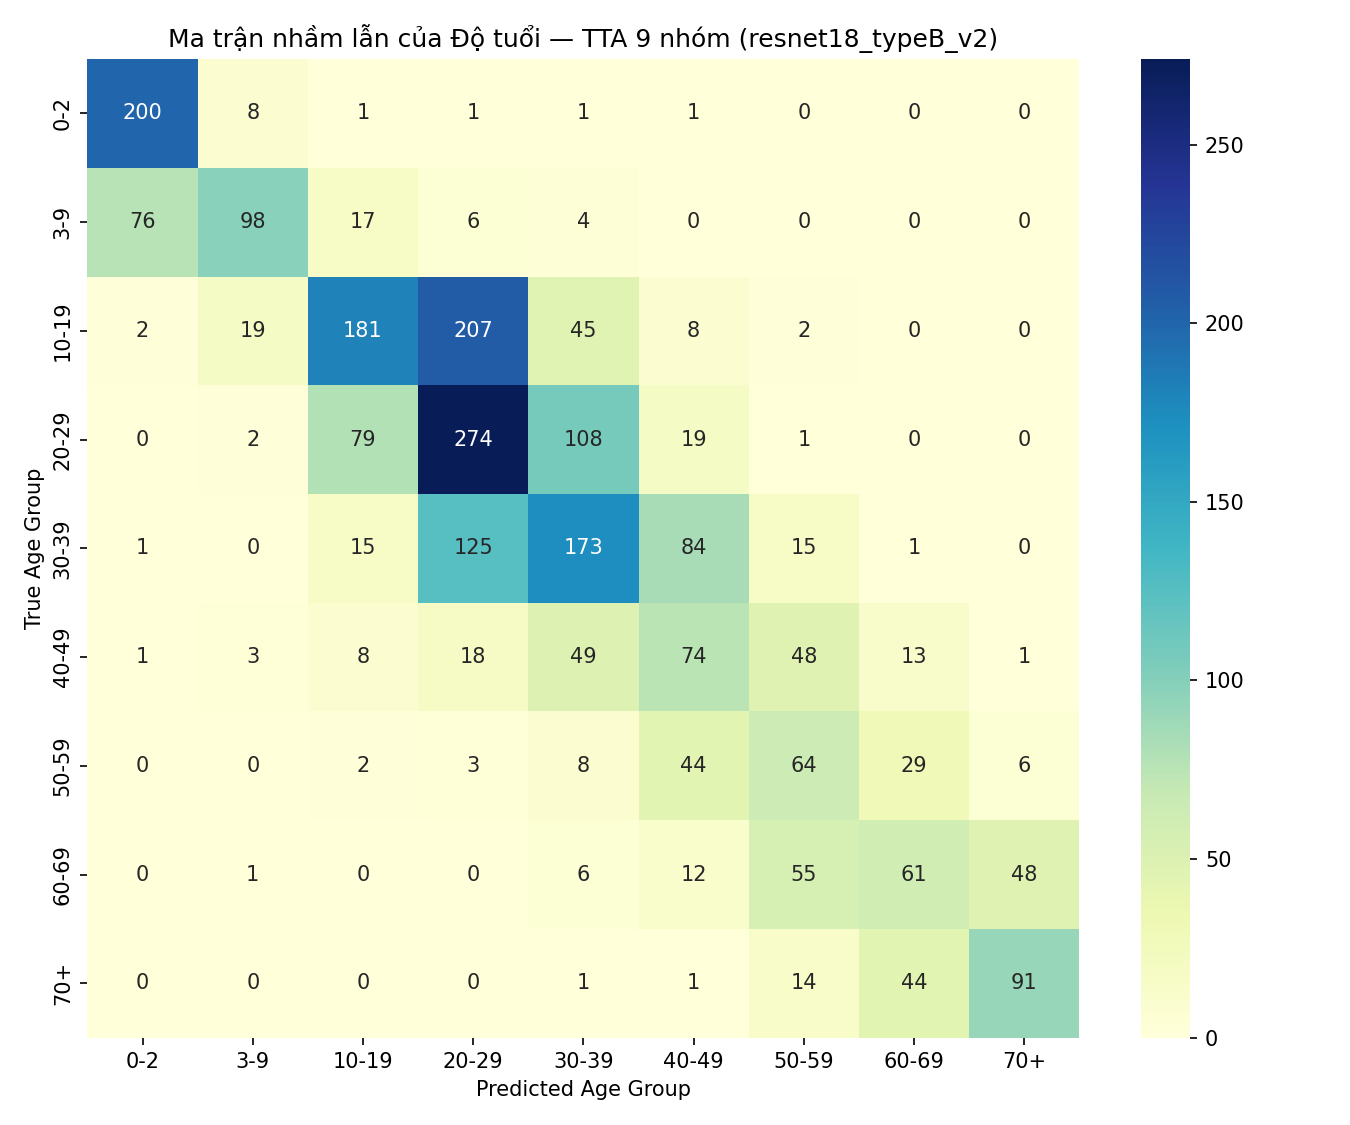 Ma trận nhầm lẫn của Độ tuổi — TTA 9 nhóm (resnet18_typeB_v2)
True Age Group
0-2 200 8 1 1 1 1 0 0 0
3-9 76 98 17 6 4 0 0 0 0
10-19 2 19 181 207 45 8 2 0 0
20-29 0 2 79 274 108 19 1 0 0
30-39 1 0 15 125 173 84 15 1 0
40-49 1 3 8 18 49 74 48 13 1
50-59 0 0 2 3 8 44 64 29 6
60-69 0 1 0 0 6 12 55 61 48
70+ 0 0 0 0 1 1 14 44 91
0-2 3-9 10-19 20-29 30-39 40-49 50-59 60-69 70+
Predicted Age Group
250
200
150
100
50
0